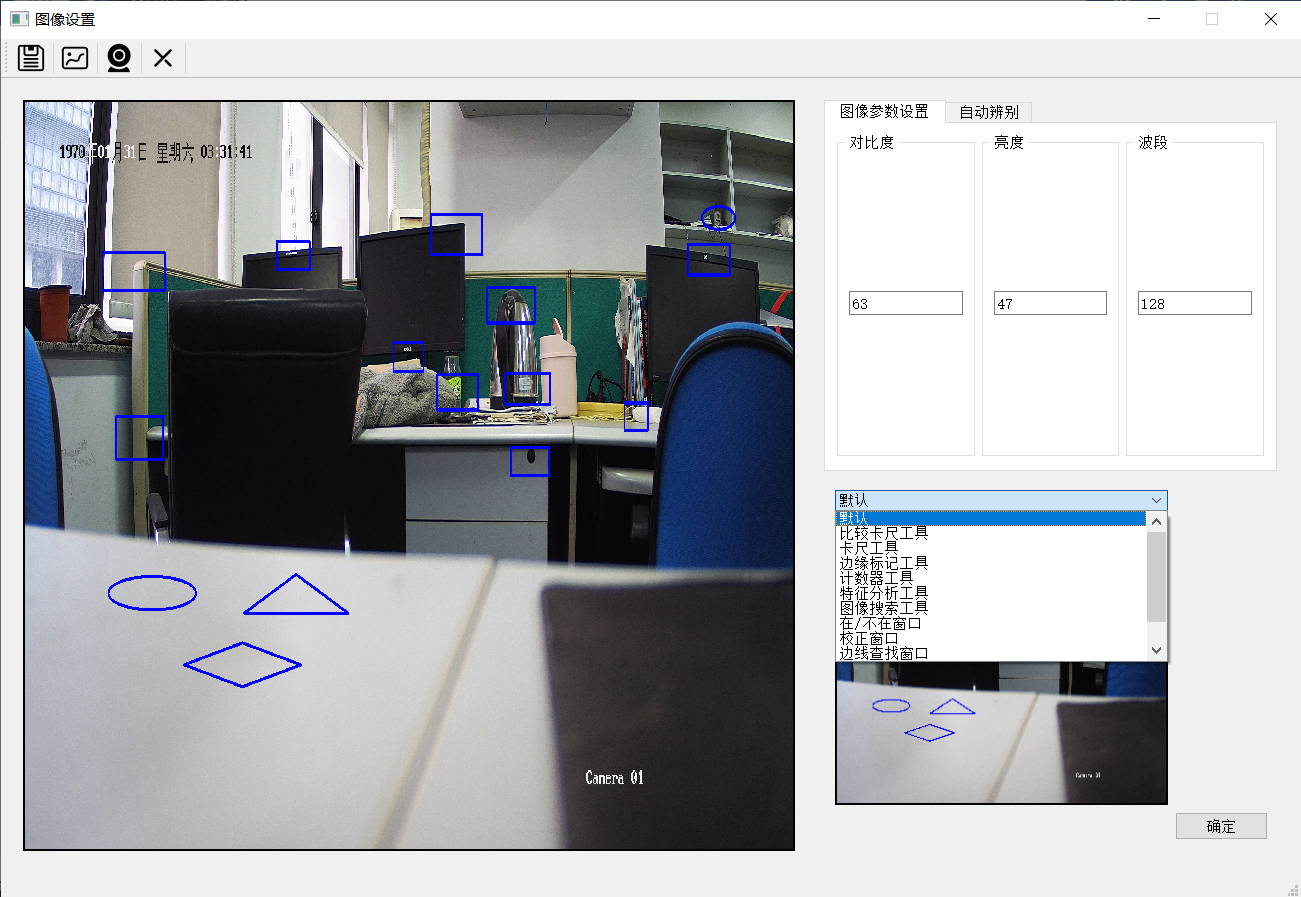 图像设置
图像参数设置
自动辨别
对比度
亮度
波段
1970年01月31日 星期六 03:31:41
63
47
128
默认
默认
比较卡尺工具
卡尺工具
边缘标记工具
计数器工具
特征分析工具
图像搜索工具
在/不在窗口
校正窗口
边线查找窗口
Camera 01
Camera 01
确定